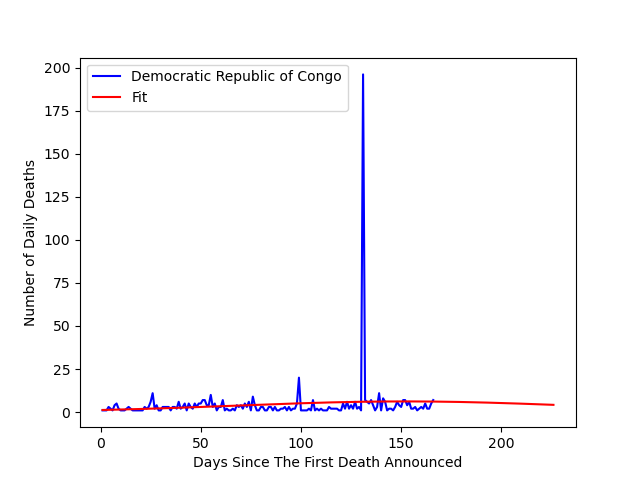 Democratic Republic of Congo
Fit
200
175
150
125
100
75
50
25
0
Number of Daily Deaths
0 50 100 150 200
Days Since The First Death Announced